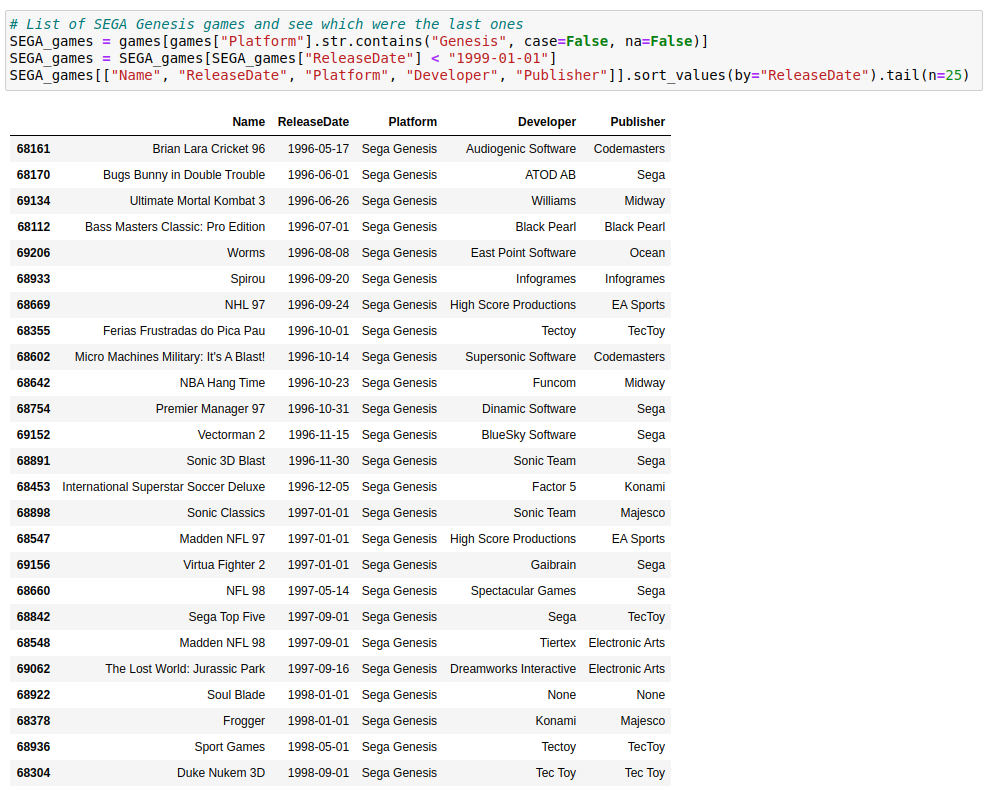 # List of SEGA Genesis games and see which were the last ones
SEGA_games = games[games["Platform"].str.contains("Genesis", case=False, na=False)]
SEGA_games = SEGA_games[SEGA_games["ReleaseDate"] < "1999-01-01"]
SEGA_games[["Name", "ReleaseDate", "Platform", "Developer", "Publisher"]].sort_values(by="ReleaseDate").tail(n=25)
Name ReleaseDate Platform Developer Publisher
68161 Brian Lara Cricket 96 1996-05-17 Sega Genesis Audiogenic Software Codemasters
68170 Bugs Bunny in Double Trouble 1996-06-01 Sega Genesis ATOD AB Sega
69134 Ultimate Mortal Kombat 3 1996-06-26 Sega Genesis Williams Midway
68112 Bass Masters Classic: Pro Edition 1996-07-01 Sega Genesis Black Pearl Black Pearl
69206 Worms 1996-08-08 Sega Genesis East Point Software Ocean
68933 Spirou 1996-09-20 Sega Genesis Infogrames Infogrames
68669 NHL 97 1996-09-24 Sega Genesis High Score Productions EA Sports
68355 Ferias Frustradas do Pica Pau 1996-10-01 Sega Genesis Tectoy TecToy
68602 Micro Machines Military: It's A Blast! 1996-10-14 Sega Genesis Supersonic Software Codemasters
68642 NBA Hang Time 1996-10-23 Sega Genesis Funcom Midway
68754 Premier Manager 97 1996-10-31 Sega Genesis Dinamic Software Sega
69152 Vectorman 2 1996-11-15 Sega Genesis BlueSky Software Sega
68891 Sonic 3D Blast 1996-11-30 Sega Genesis Sonic Team Sega
68453 International Superstar Soccer Deluxe 1996-12-05 Sega Genesis Factor 5 Konami
68898 Sonic Classics 1997-01-01 Sega Genesis Sonic Team Majesco
68547 Madden NFL 97 1997-01-01 Sega Genesis High Score Productions EA Sports
69156 Virtua Fighter 2 1997-01-01 Sega Genesis Gaibrain Sega
68660 NFL 98 1997-05-14 Sega Genesis Spectacular Games Sega
68842 Sega Top Five 1997-09-01 Sega Genesis Sega TecToy
68548 Madden NFL 98 1997-09-01 Sega Genesis Tiertex Electronic Arts
69062 The Lost World: Jurassic Park 1997-09-16 Sega Genesis Dreamworks Interactive Electronic Arts
68922 Soul Blade 1998-01-01 Sega Genesis None None
68378 Frogger 1998-01-01 Sega Genesis Konami Majesco
68936 Sport Games 1998-05-01 Sega Genesis Tectoy TecToy
68304 Duke Nukem 3D 1998-09-01 Sega Genesis Tec Toy Tec Toy